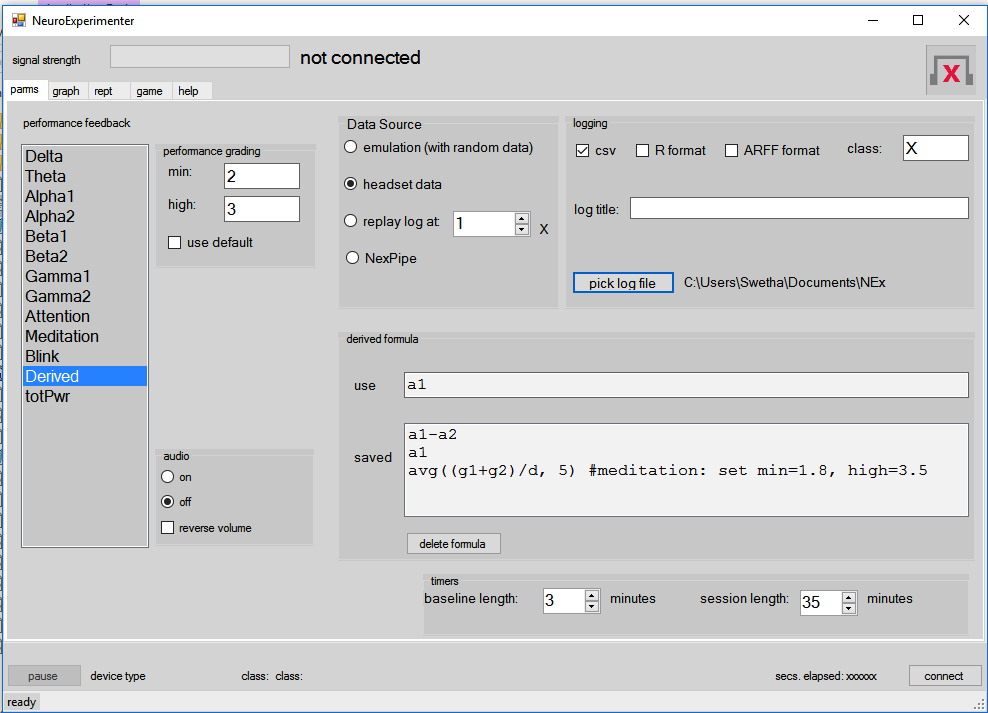 NeuroExperimenter
signal strength
not connected
X
parms graph rept game help
performance feedback
Delta
Theta
Alpha1
Alpha2
Beta1
Beta2
Gamma1
Gamma2
Attention
Meditation
Blink
Derived
totPwr
performance grading
min: 2
high: 3
use default
audio
on
off
reverse volume
Data Source
emulation (with random data)
headset data
replay log at: 1 X
NexPipe
logging
csv R format ARFF format class: X
log title:
pick log file C:\Users\Swetha\Documents\NEx
derived formula
use a1
saved
a1-a2
a1
avg((g1+g2)/d, 5) #meditation: set min=1.8, high=3.5
delete formula
timers
baseline length: 3 minutes session length: 35 minutes
pause device type class: class: secs. elapsed: xxxxxx connect
ready